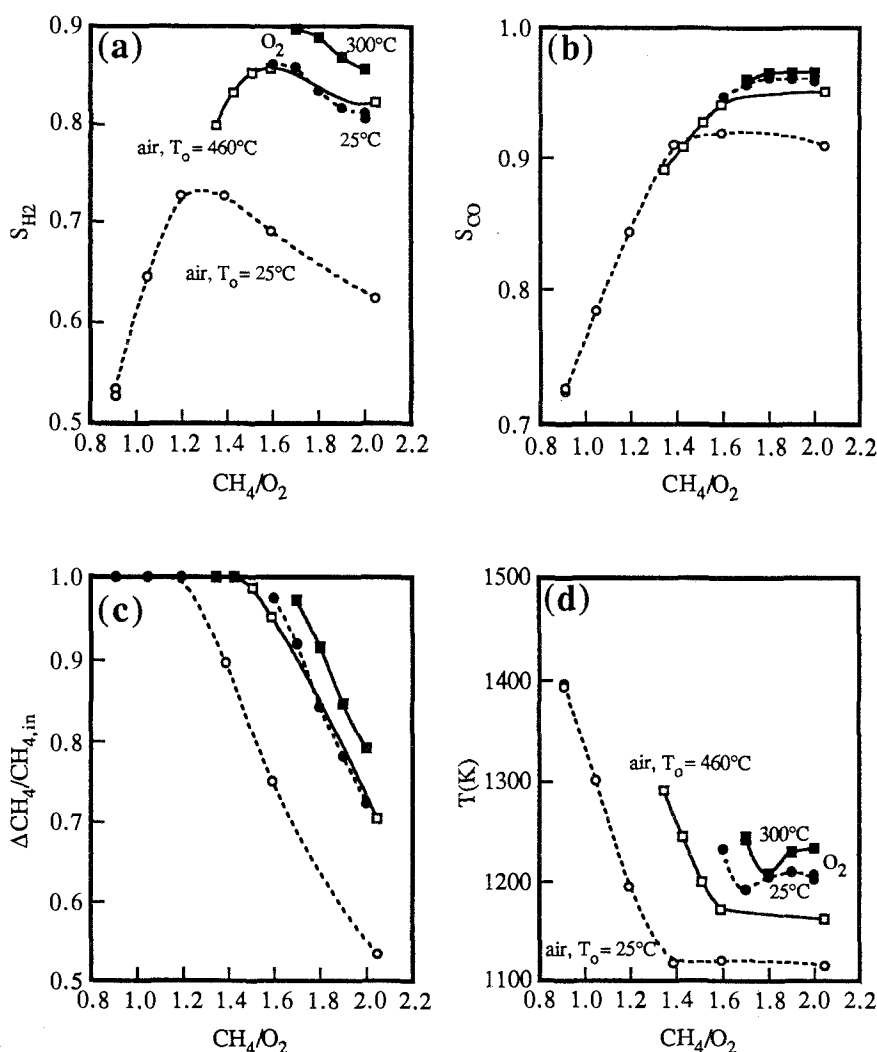 (a)
0.9
0.8
0.7
0.6
0.5
S_H2
O2
300°C
25°C
air, T_o = 460°C
air, T_o = 25°C
0.8 1.0 1.2 1.4 1.6 1.8 2.0 2.2
CH4/O2
(b)
1.0
0.9
0.8
0.7
S_CO
0.8 1.0 1.2 1.4 1.6 1.8 2.0 2.2
CH4/O2
(c)
1.0
0.9
0.8
0.7
0.6
0.5
ΔCH4/CH4,in
0.8 1.0 1.2 1.4 1.6 1.8 2.0 2.2
CH4/O2
(d)
1500
1400
1300
1200
1100
T(K)
air, T_o = 460°C
300°C
O2
25°C
air, T_o = 25°C
0.8 1.0 1.2 1.4 1.6 1.8 2.0 2.2
CH4/O2